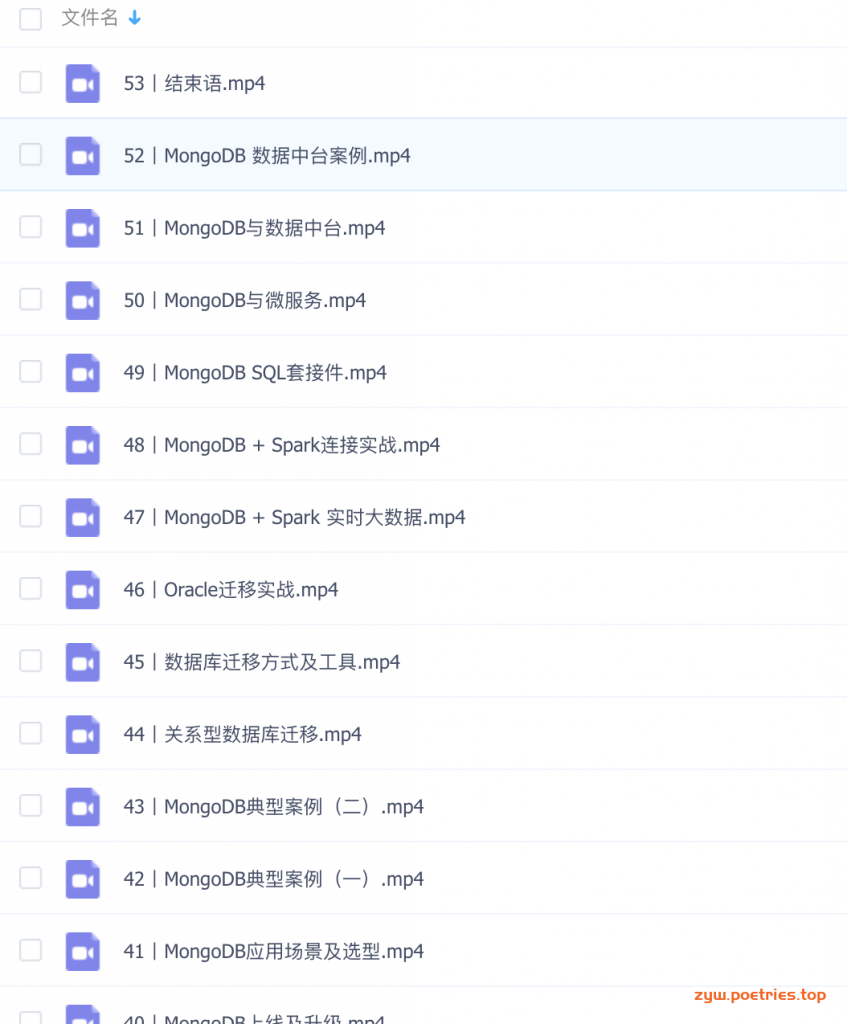 文件名
53丨结束语.mp4
52丨MongoDB 数据中台案例.mp4
51丨MongoDB与数据中台.mp4
50丨MongoDB与微服务.mp4
49丨MongoDB SQL套接件.mp4
48丨MongoDB + Spark连接实战.mp4
47丨MongoDB + Spark 实时大数据.mp4
46丨Oracle迁移实战.mp4
45丨数据库迁移方式及工具.mp4
44丨关系型数据库迁移.mp4
43丨MongoDB典型案例（二）.mp4
42丨MongoDB典型案例（一）.mp4
41丨MongoDB应用场景及选型.mp4
zyw.poetries.top
40丨MongoDB上线及升级.mp4